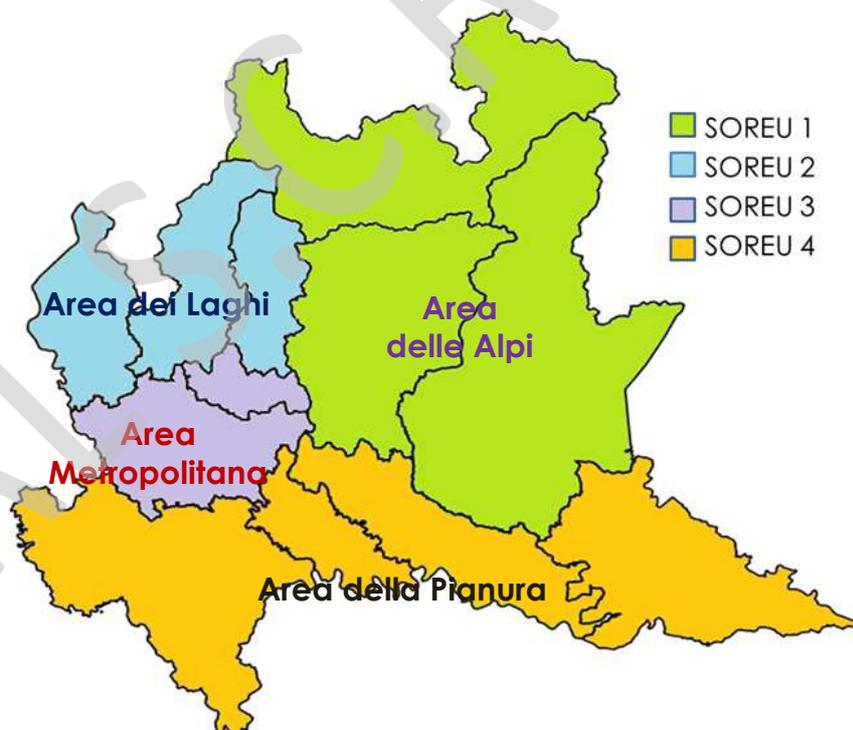 SOREU 1
SOREU 2
SOREU 3
SOREU 4
Area dei Laghi
Area
delle Alpi
Area
Metropolitana
Area della Pianura